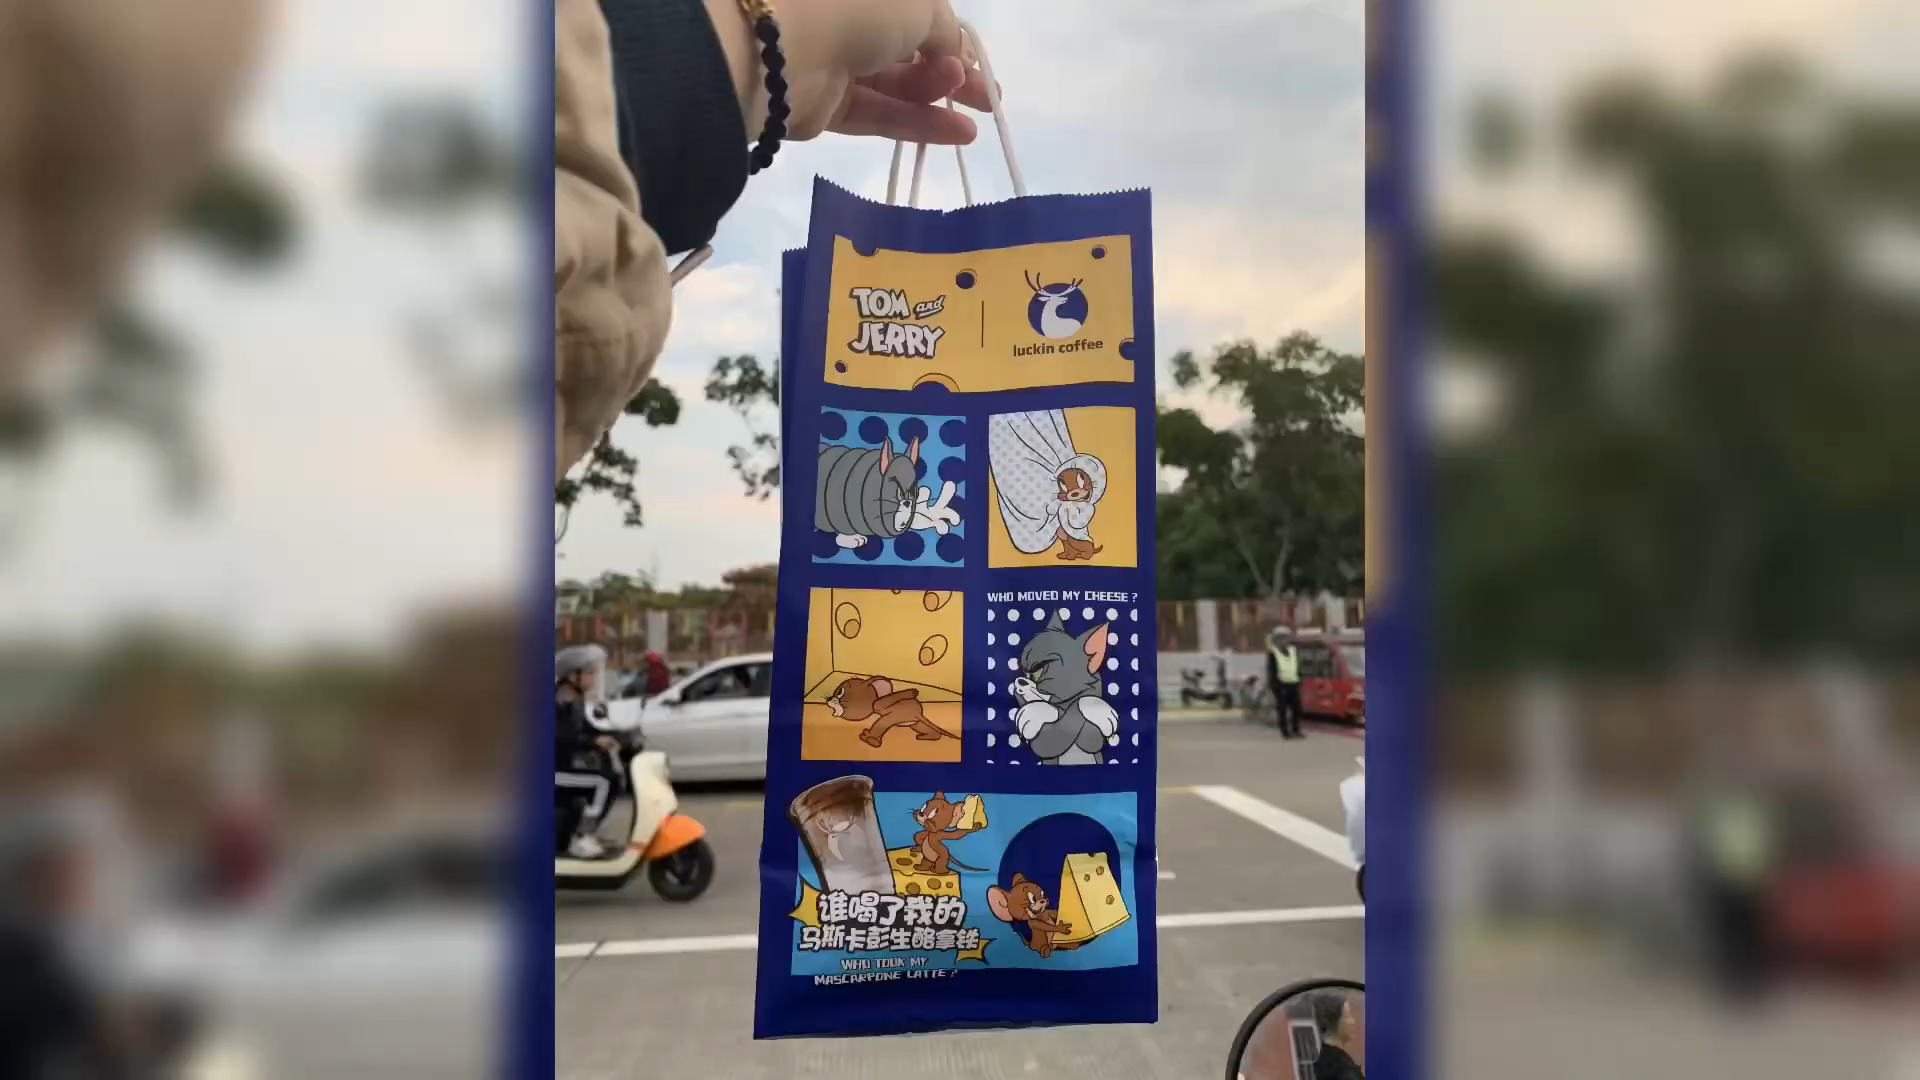 TOM and
JERRY
luckin coffee
WHO MOVED MY CHEESE ?
谁喝了我的
马斯卡彭生酪拿铁
WHO TOOK MY
MASCARPONE LATTE ?